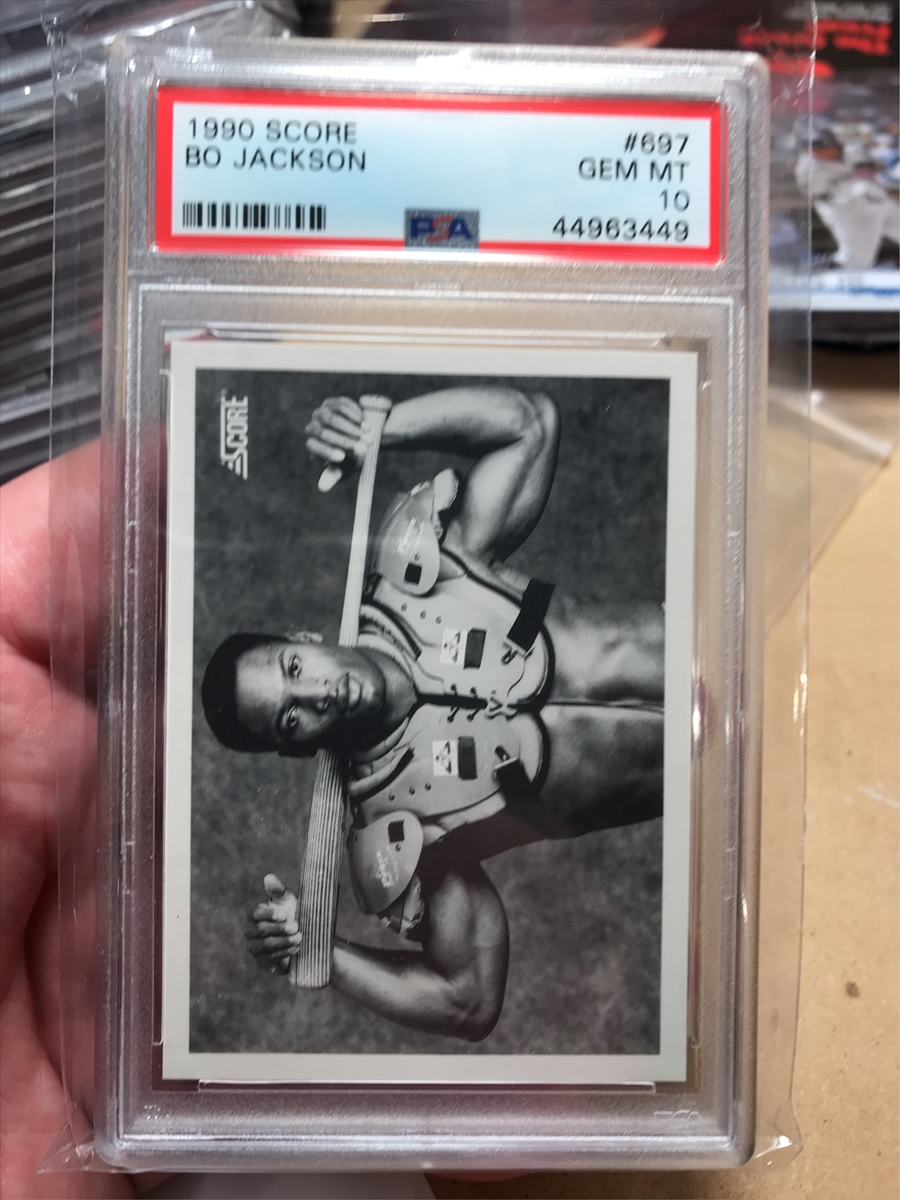 1990 SCORE #697
BO JACKSON GEM MT
10
PSA 44963449
SCORE